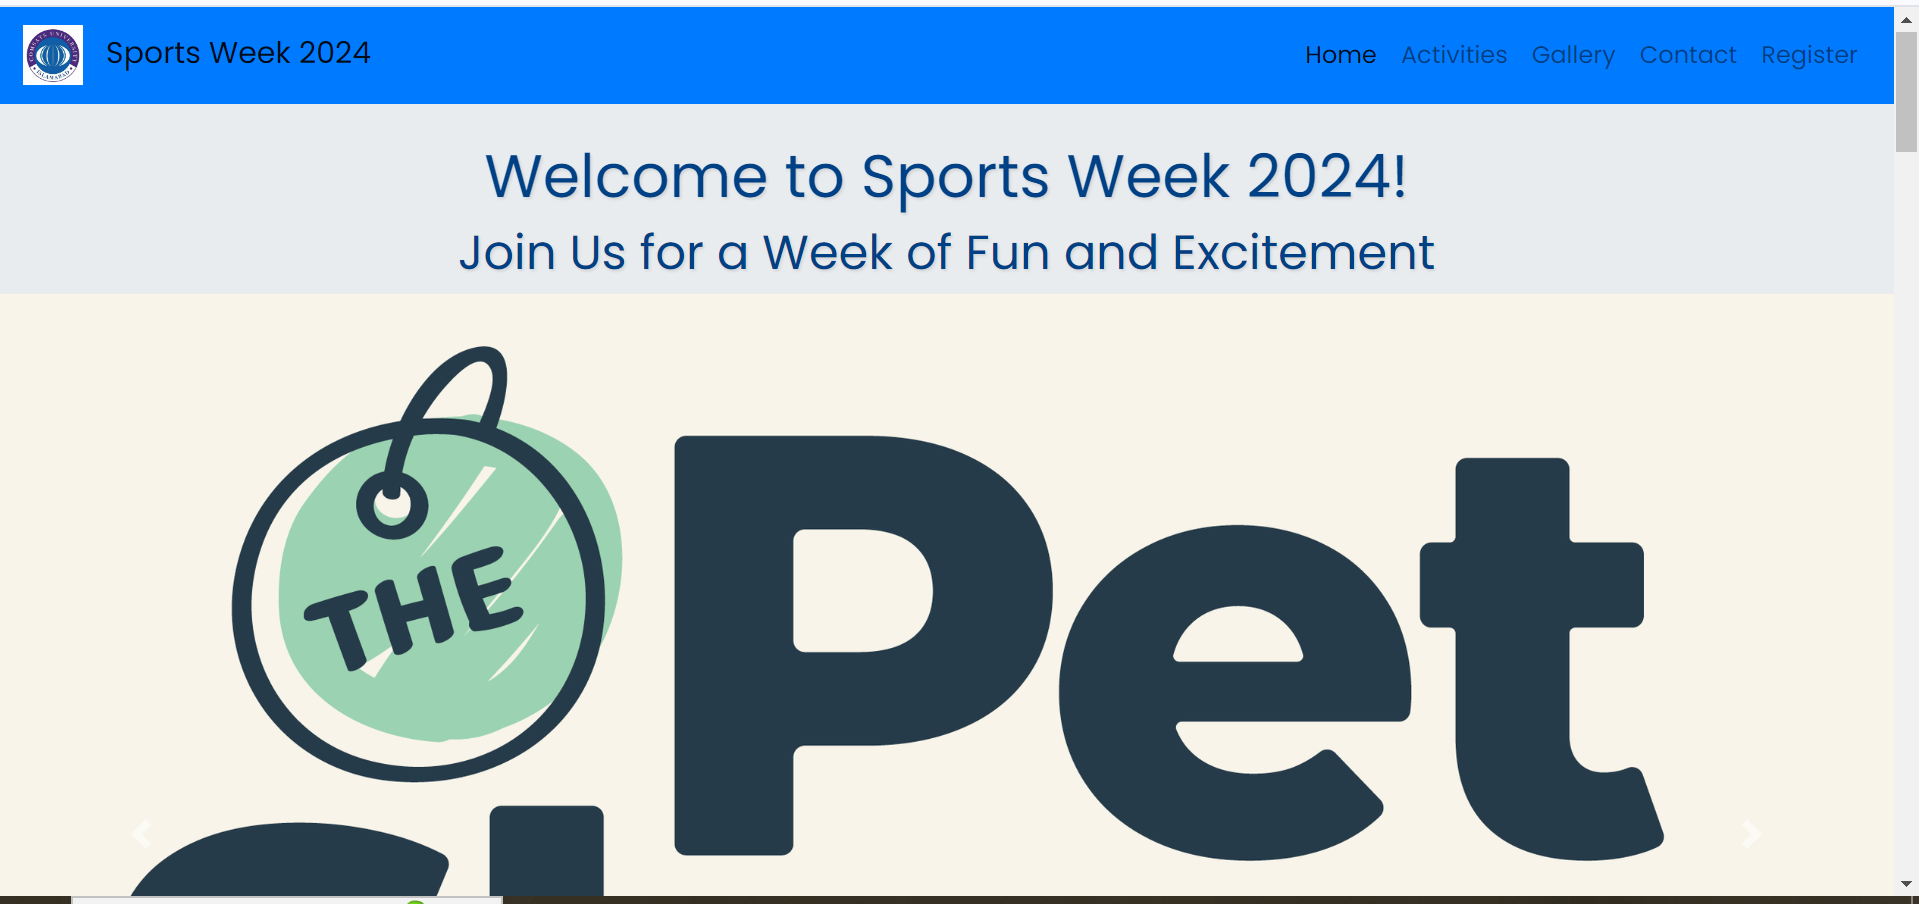 Sports Week 2024
Home Activities Gallery Contact Register
Welcome to Sports Week 2024!
Join Us for a Week of Fun and Excitement
THE
Pet